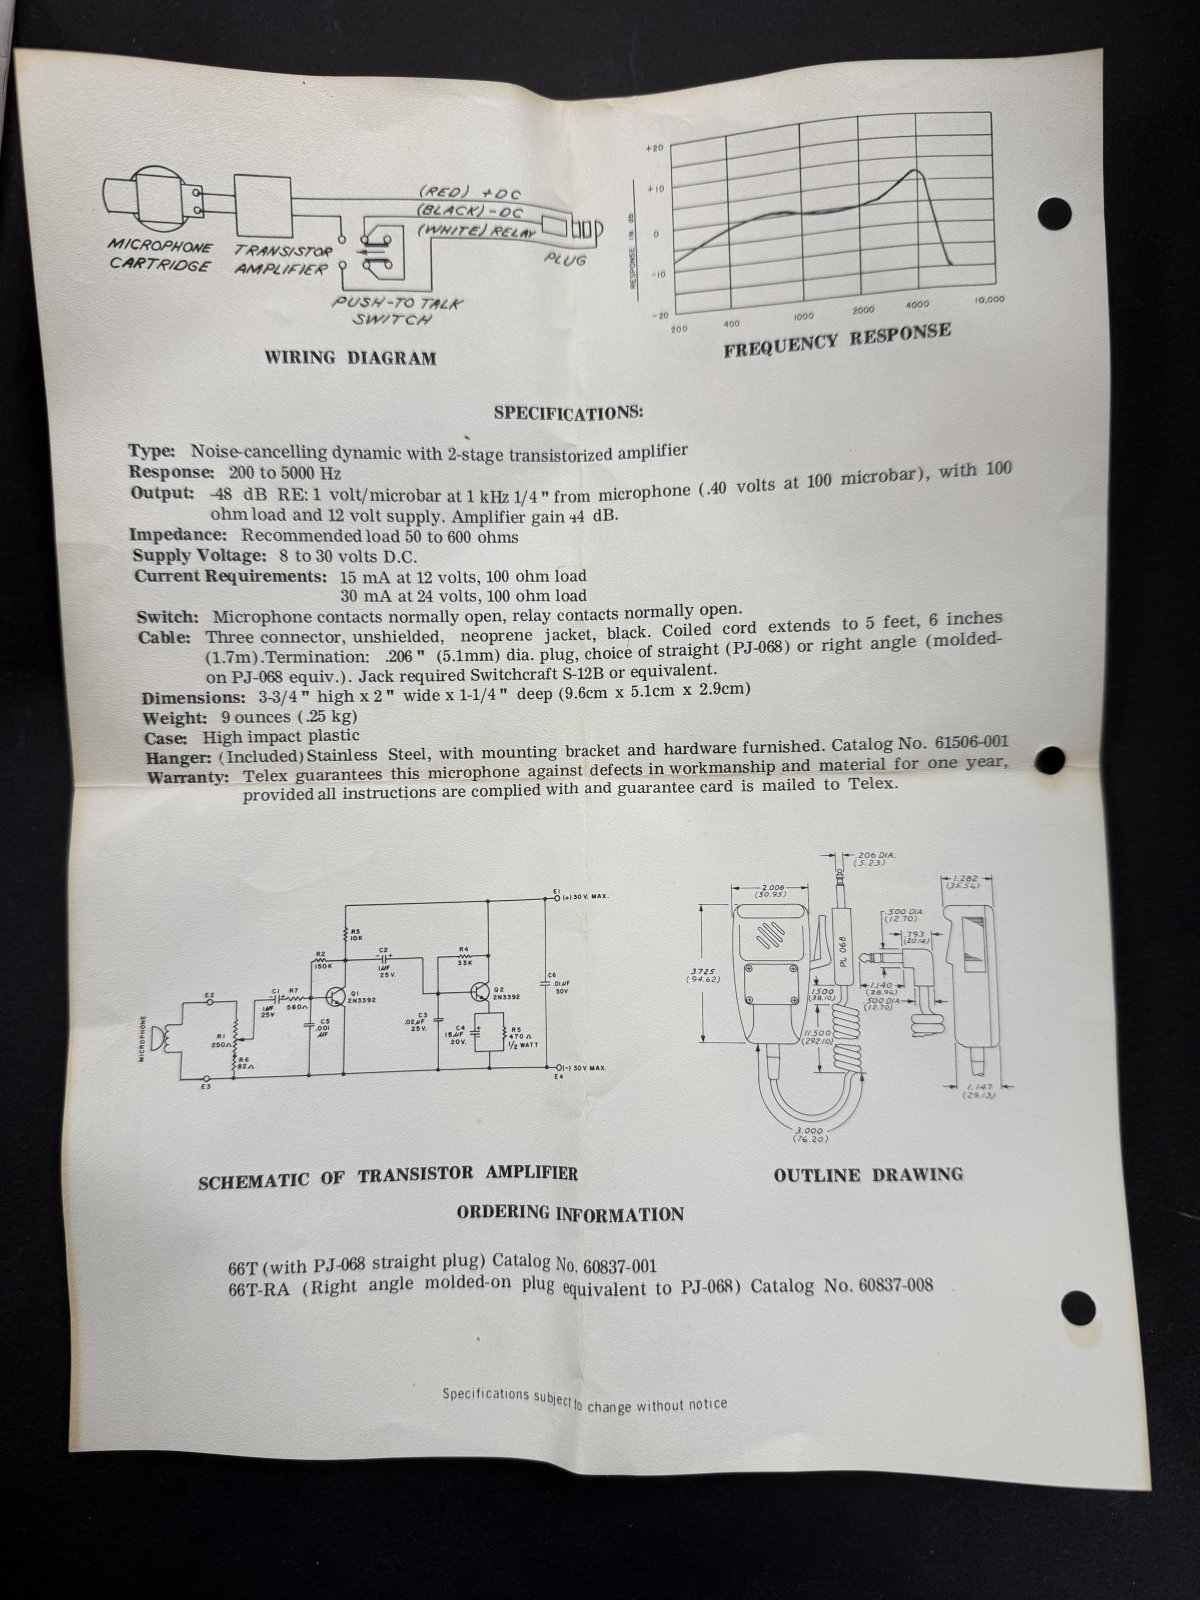 (RED) +DC
(BLACK) -DC
(WHITE) RELAY
MICROPHONE
CARTRIDGE
TRANSISTOR
AMPLIFIER
PLUG
PUSH-TO TALK
SWITCH
WIRING DIAGRAM
+20
+10
0
-10
-20
RESPONSE IN dB
200
400
1000
2000
4000
10,000
FREQUENCY RESPONSE
SPECIFICATIONS:
Type: Noise-cancelling dynamic with 2-stage transistorized amplifier
Response: 200 to 5000 Hz
Output: -48 dB RE: 1 volt/microbar at 1 kHz 1/4" from microphone (.40 volts at 100 microbar), with 100
ohm load and 12 volt supply. Amplifier gain 44 dB.
Impedance: Recommended load 50 to 600 ohms
Supply Voltage: 8 to 30 volts D.C.
Current Requirements: 15 mA at 12 volts, 100 ohm load
30 mA at 24 volts, 100 ohm load
Switch: Microphone contacts normally open, relay contacts normally open.
Cable: Three connector, unshielded, neoprene jacket, black. Coiled cord extends to 5 feet, 6 inches
(1.7m). Termination: .206" (5.1mm) dia. plug, choice of straight (PJ-068) or right angle (molded-
on PJ-068 equiv.). Jack required Switchcraft S-12B or equivalent.
Dimensions: 3-3/4" high x 2" wide x 1-1/4" deep (9.6cm x 5.1cm x 2.9cm)
Weight: 9 ounces (.25 kg)
Case: High impact plastic
Hanger: (Included) Stainless Steel, with mounting bracket and hardware furnished. Catalog No. 61506-001
Warranty: Telex guarantees this microphone against defects in workmanship and material for one year,
provided all instructions are complied with and guarantee card is mailed to Telex.
E1
(+) 30 V. MAX.
R3
10K
R2
150K
C2
1µF
25V.
R4
33K
C1
1µF
25V
R7
560Ω
Q1
2N3392
Q2
2N3392
C6
.01µF
50V
E2
MICROPHONE
R1
250Ω
C5
.001
µF
C3
.02µF
25V.
C4
15µF
20V.
R5
470Ω
1/2 WATT
R6
82Ω
E3
(-) 30V. MAX.
E4
SCHEMATIC OF TRANSISTOR AMPLIFIER
.206 DIA.
(5.23)
2.006
(50.95)
1.282
(35.56)
.500 DIA.
(12.70)
.793
(20.14)
PL 068
3.725
(94.62)
1.500
(38.10)
1.140
(28.96)
.500 DIA
(12.70)
11.500
(292.10)
1.147
(29.13)
3.000
(76.20)
OUTLINE DRAWING
ORDERING INFORMATION
66T (with PJ-068 straight plug) Catalog No. 60837-001
66T-RA (Right angle molded-on plug equivalent to PJ-068) Catalog No. 60837-008
Specifications subject to change without notice